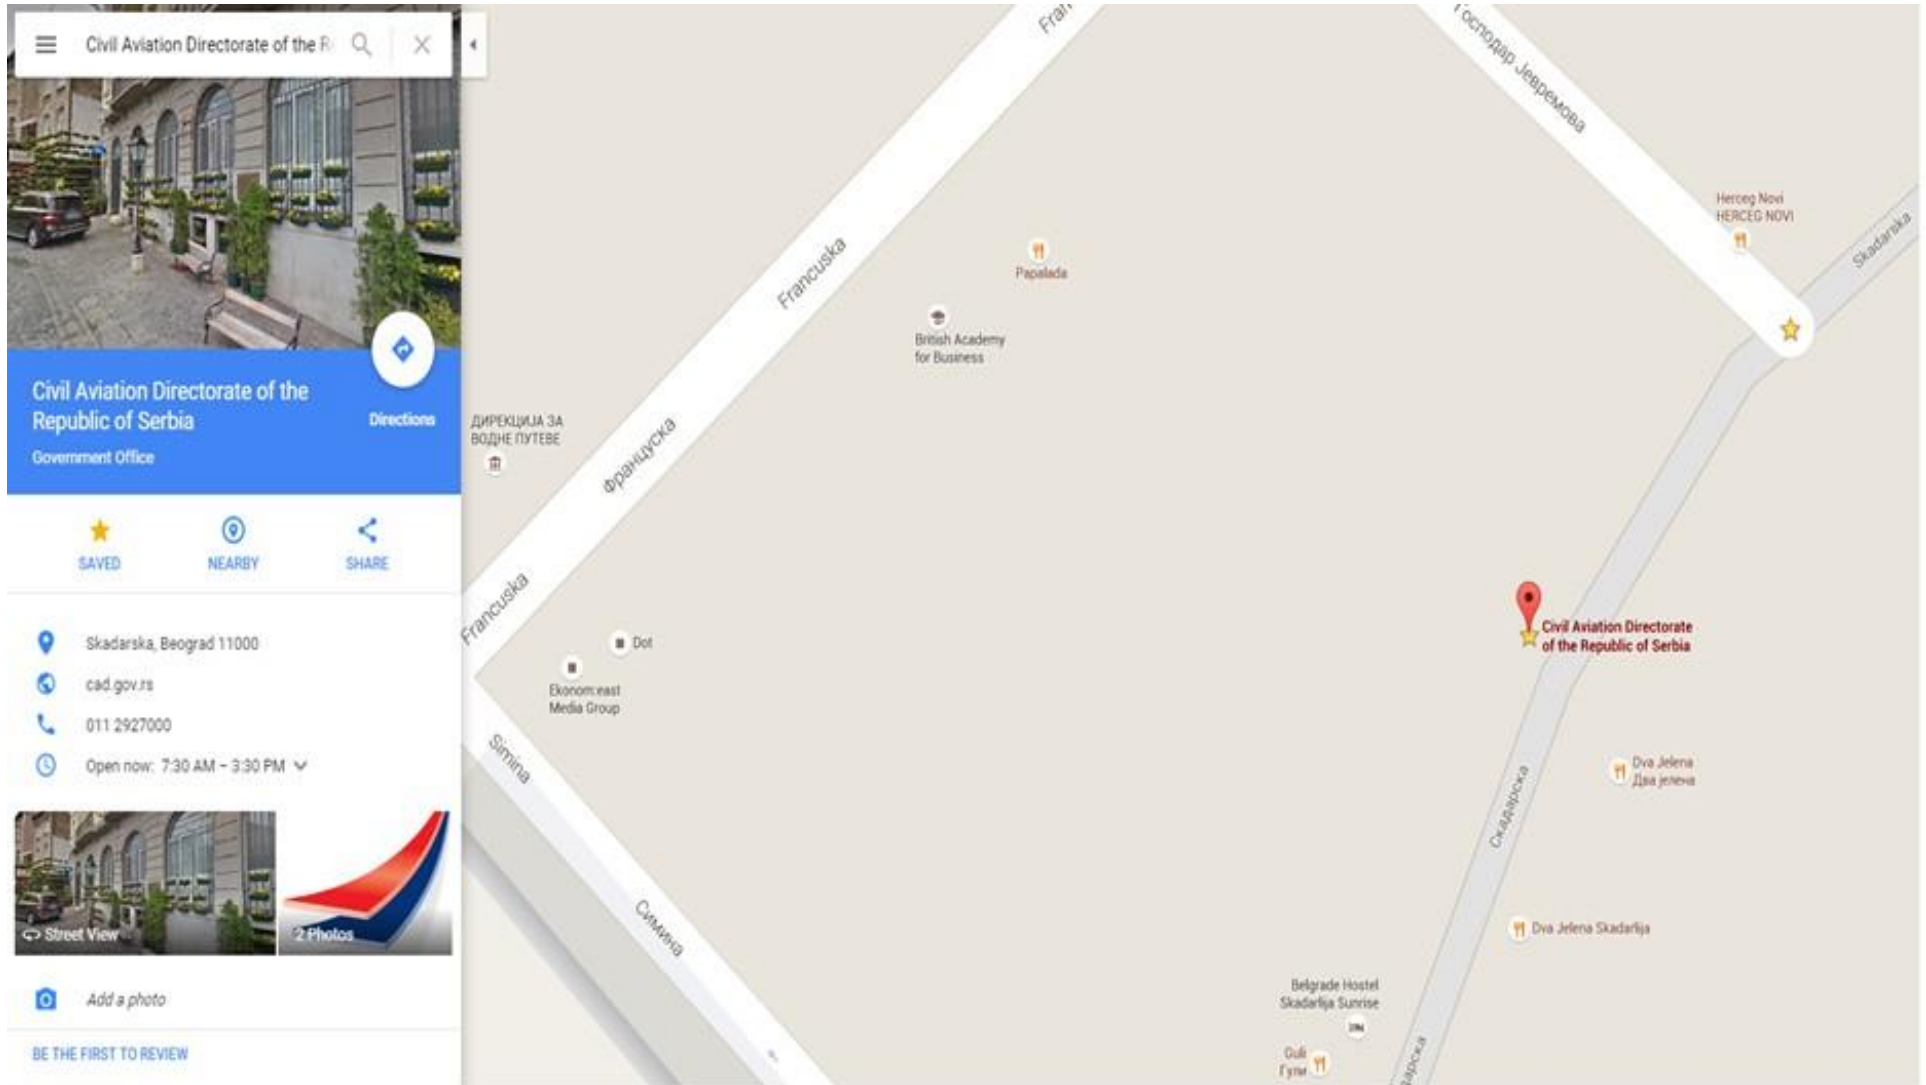 Civil Aviation Directorate of the R
Civil Aviation Directorate of the
Republic of Serbia
Government Office
Directions
SAVED
NEARBY
SHARE
Skadarska, Beograd 11000
cad.gov.rs
011 2927000
Open now: 7:30 AM – 3:30 PM
Street View
2 Photos
Add a photo
BE THE FIRST TO REVIEW
Fran
Господар Јевремова
Herceg Novi
HERCEG NOVI
Skadarska
Francuska
Papalada
British Academy
for Business
ДИРЕКЦИЈА ЗА
ВОДНЕ ПУТЕВЕ
Француска
Francuska
Dot
Ekonom:east
Media Group
Civil Aviation Directorate
of the Republic of Serbia
Simina
Dva Jelena
Два јелена
Скадарска
Симина
Dva Jelena Skadarlija
Belgrade Hostel
Skadarlija Sunrise
Guli
Гули
дарска